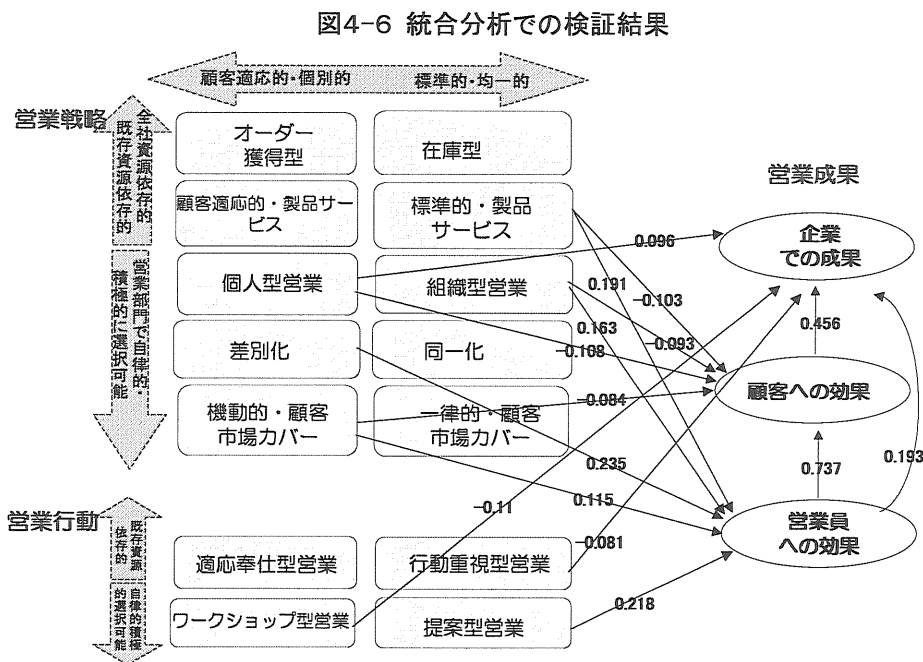 図4-6 統合分析での検証結果
顧客適応的・個別的
標準的・均一的
営業戦略
全社資源依存的
既存資源依存的
営業部門で自律的・
積極的に選択可能
オーダー
獲得型
在庫型
顧客適応的・製品サー
ビス
標準的・製品
サービス
個人型営業
組織型営業
差別化
同一化
機動的・顧客
市場カバー
一律的・顧客
市場カバー
営業成果
企業
での成果
顧客への効果
営業員
への効果
0.096
0.191
-0.103
0.163
-0.093
-0.108
-0.084
0.235
0.115
-0.11
-0.081
0.218
0.456
0.737
0.193
営業行動
既存資源
依存的
自律的積極
的選択可能
適応奉仕型営業
行動重視型営業
ワークショップ型営業
提案型営業